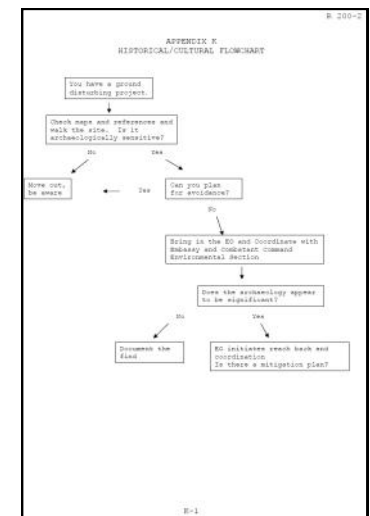 R 200-2
APPENDIX K
HISTORICAL/CULTURAL FLOWCHART
You have a ground
disturbing project.
Check maps and references and
walk the site. Is it
archaeologically sensitive?
No
Yes
Move out,
be aware
Yes
Can you plan
for avoidance?
No
Bring in the EO and Coordinate with
Embassy and Combatant Command
Environmental Section
Does the archaeology appear
to be significant?
No
Yes
Document the
find
EO initiates reach back and
coordination
Is there a mitigation plan?
K-1